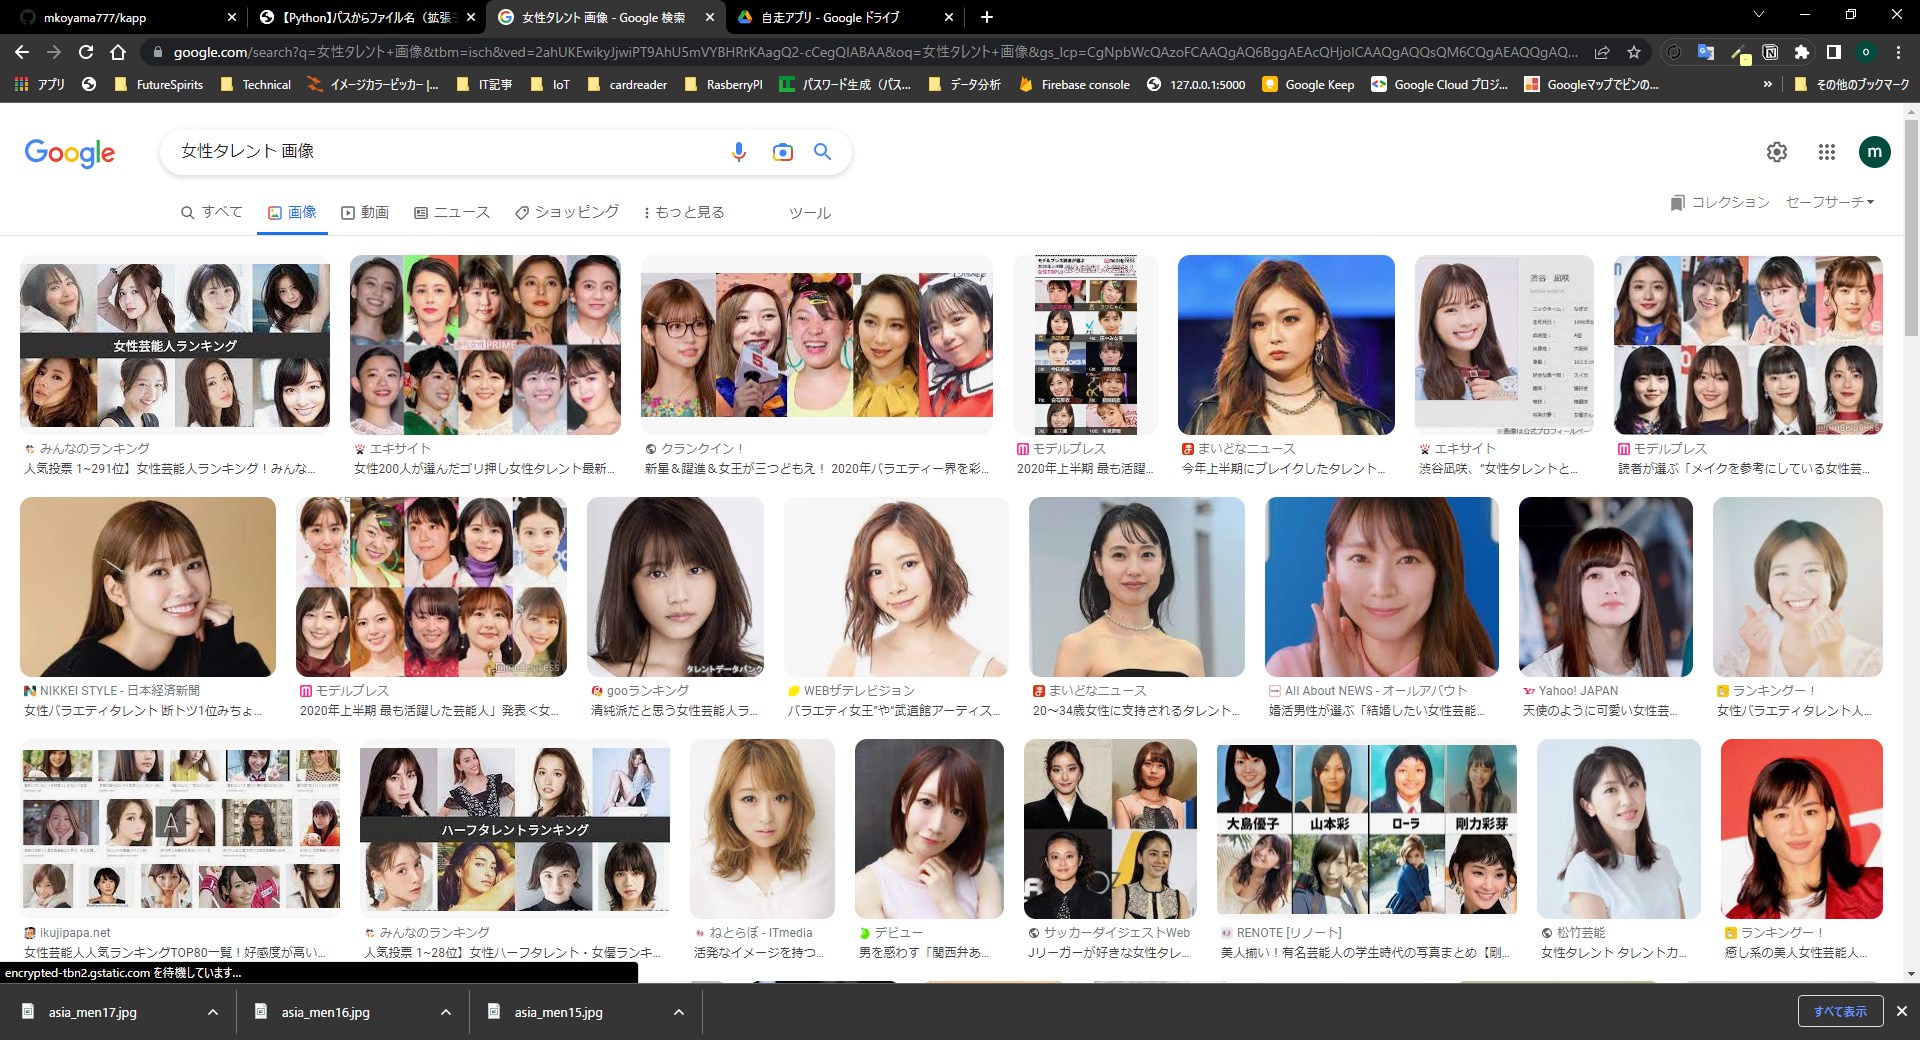 mkoyama777/kapp
【Python】パスからファイル名（拡張子
女性タレント 画像 - Google 検索
自走アプリ - Google ドライブ
google.com/search?q=女性タレント+画像&tbm=isch&ved=2ahUKEwikyJjwiPT9AhU5mVYBHRrKAagQ2-cCegQIABAA&oq=女性タレント+画像&gs_lcp=CgNpbWcQAzoFCAAQgAQ6BggAEAcQHjoICAAQgAQQsQM6CQgAEAQQgAQ...
アプリ
FutureSpirits
Technical
イメージカラーピッカー |...
IT記事
IoT
cardreader
RasberryPI
パスワード生成（パス...
データ分析
Firebase console
127.0.0.1:5000
Google Keep
Google Cloud プロジ...
Googleマップでピンの...
»
その他のブックマーク
Google
女性タレント 画像
m
すべて
画像
動画
ニュース
ショッピング
もっと見る
ツール
コレクション
セーフサーチ
女性芸能人ランキング
女性PRIME
渋谷 凪咲
modelpress
みんなのランキング
人気投票 1~291位】女性芸能人ランキング！みんな...
エキサイト
女性200人が選んだゴリ押し女性タレント最新...
クランクイン！
新星＆躍進＆女王が三つどもえ！ 2020年バラエティー界を彩...
モデルプレス
2020年上半期 最も活躍...
まいどなニュース
今年上半期にブレイクしたタレント...
エキサイト
渋谷凪咲、“女性タレントと...
モデルプレス
読者が選ぶ「メイクを参考にしている女性芸...
modelpress
タレントデータバンク
NIKKEI STYLE - 日本経済新聞
女性バラエティタレント 断トツ1位みちょ...
モデルプレス
2020年上半期 最も活躍した芸能人」発表＜女...
gooランキング
清純派だと思う女性芸能人ラ...
WEBザテレビジョン
バラエティ女王”や“武道館アーティス...
まいどなニュース
20～34歳女性に支持されるタレント...
All About NEWS - オールアバウト
婚活男性が選ぶ「結婚したい女性芸能...
Yahoo! JAPAN
天使のように可愛い女性芸...
ランキングー！
女性バラエティタレント人...
A
ハーフタレントランキング
大島優子
山本彩
ローラ
剛力彩芽
ikujipapa.net
女性芸能人人気ランキングTOP80一覧！好感度が高い...
みんなのランキング
人気投票 1~28位】女性ハーフタレント・女優ランキ...
ねとらぼ - ITmedia
活発なイメージを持つ...
デビュー
男を惑わす「関西弁あ...
サッカーダイジェストWeb
Jリーガーが好きな女性タレ...
RENOTE [リノート]
美人揃い！有名芸能人の学生時代の写真まとめ【剛...
松竹芸能
女性タレント タレントカ...
ランキングー！
癒し系の美人女性芸能人...
encrypted-tbn2.gstatic.com を待機しています...
asia_men17.jpg
asia_men16.jpg
asia_men15.jpg
すべて表示